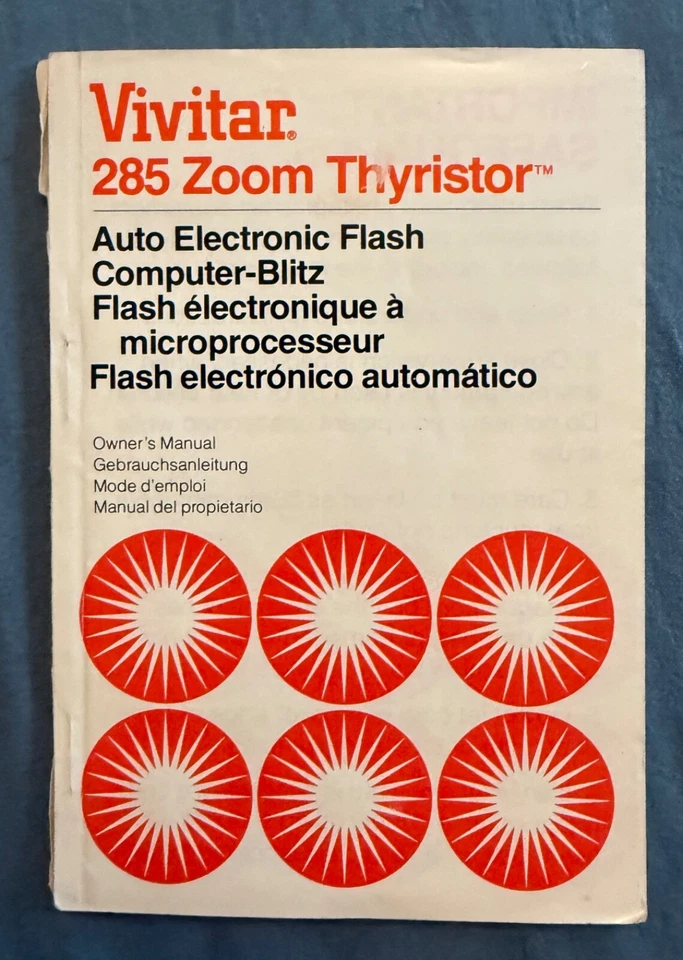 Vivitar®
285 Zoom Thyristor™
Auto Electronic Flash
Computer-Blitz
Flash électronique à
microprocesseur
Flash electrónico automático
Owner's Manual
Gebrauchsanleitung
Mode d'emploi
Manual del propietario